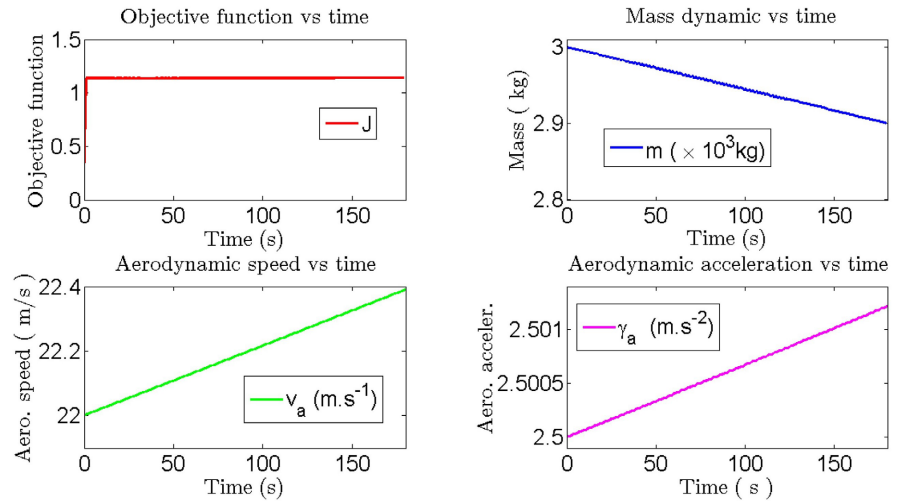 Objective function vs time
Objective function
1.5
1
0.5
0
J
0 50 100 150
Time (s)
Mass dynamic vs time
Mass ( kg)
3
2.9
2.8
m ( × 10³kg)
0 50 100 150
Time (s)
Aerodynamic speed vs time
Aero. speed ( m/s )
22.4
22.2
22
v_a (m.s⁻¹)
0 50 100 150
Time (s)
Aerodynamic acceleration vs time
Aero. acceler.
2.501
2.5005
2.5
γ_a (m.s⁻²)
0 50 100 150
Time ( s )